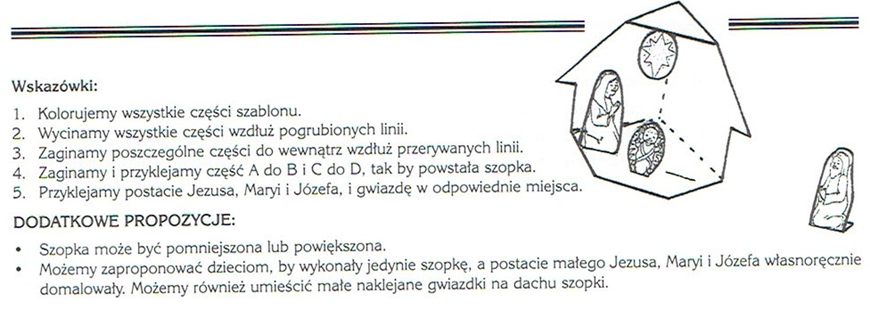 Wskazówki:
1. Kolorujemy wszystkie części szablonu.
2. Wycinamy wszystkie części wzdłuż pogrubionych linii.
3. Zaginamy poszczególne części do wewnątrz wzdłuż przerywanych linii.
4. Zaginamy i przyklejamy część A do B i C do D, tak by powstała szopka.
5. Przyklejamy postacie Jezusa, Maryi i Józefa, i gwiazdę w odpowiednie miejsca.
DODATKOWE PROPOZYCJE:
• Szopka może być pomniejszona lub powiększona.
• Możemy zaproponować dzieciom, by wykonały jedynie szopkę, a postacie małego Jezusa, Maryi i Józefa własnoręcznie
domalowały. Możemy również umieścić małe naklejane gwiazdki na dachu szopki.